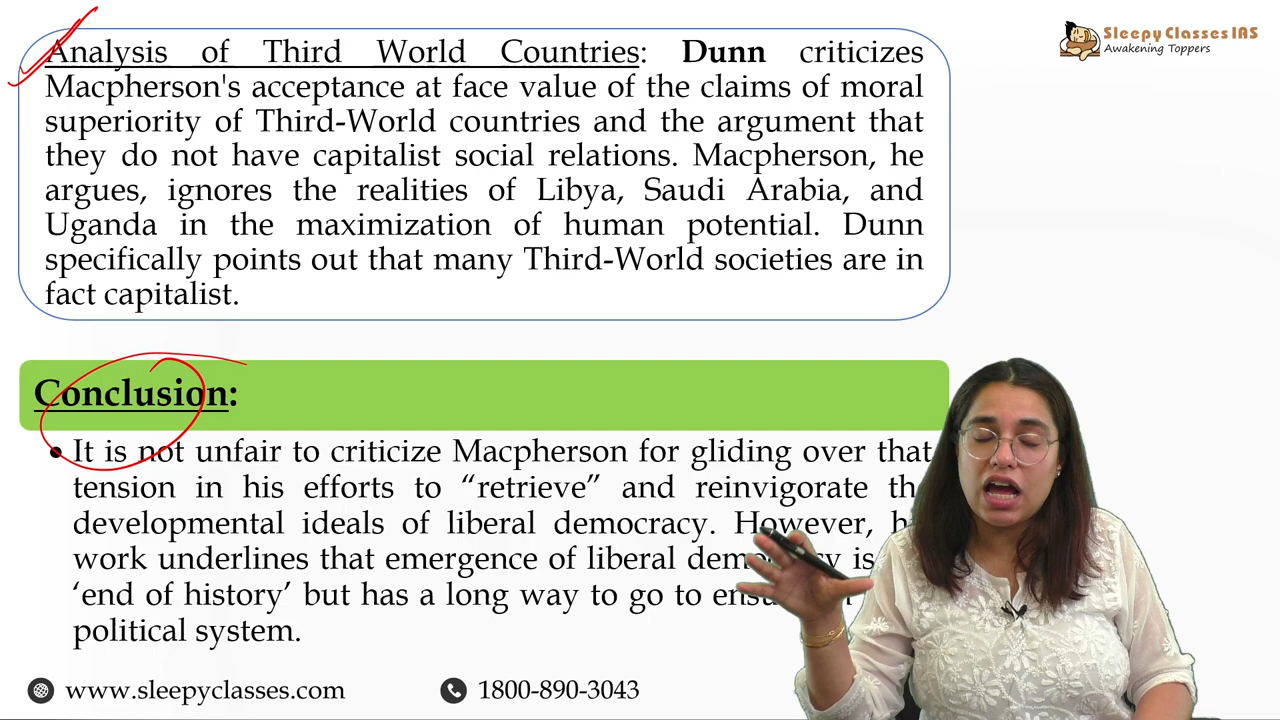 Analysis of Third World Countries: Dunn criticizes
Macpherson's acceptance at face value of the claims of moral
superiority of Third-World countries and the argument that
they do not have capitalist social relations. Macpherson, he
argues, ignores the realities of Libya, Saudi Arabia, and
Uganda in the maximization of human potential. Dunn
specifically points out that many Third-World societies are in
fact capitalist.
Sleepy Classes IAS
Awakening Toppers
Conclusion:
• It is not unfair to criticize Macpherson for gliding over that
tension in his efforts to “retrieve” and reinvigorate
developmental ideals of liberal democracy. However,
work underlines that emergence of liberal is
‘end of history’ but has a long way to go to
political system.
www.sleepyclasses.com
1800-890-3043